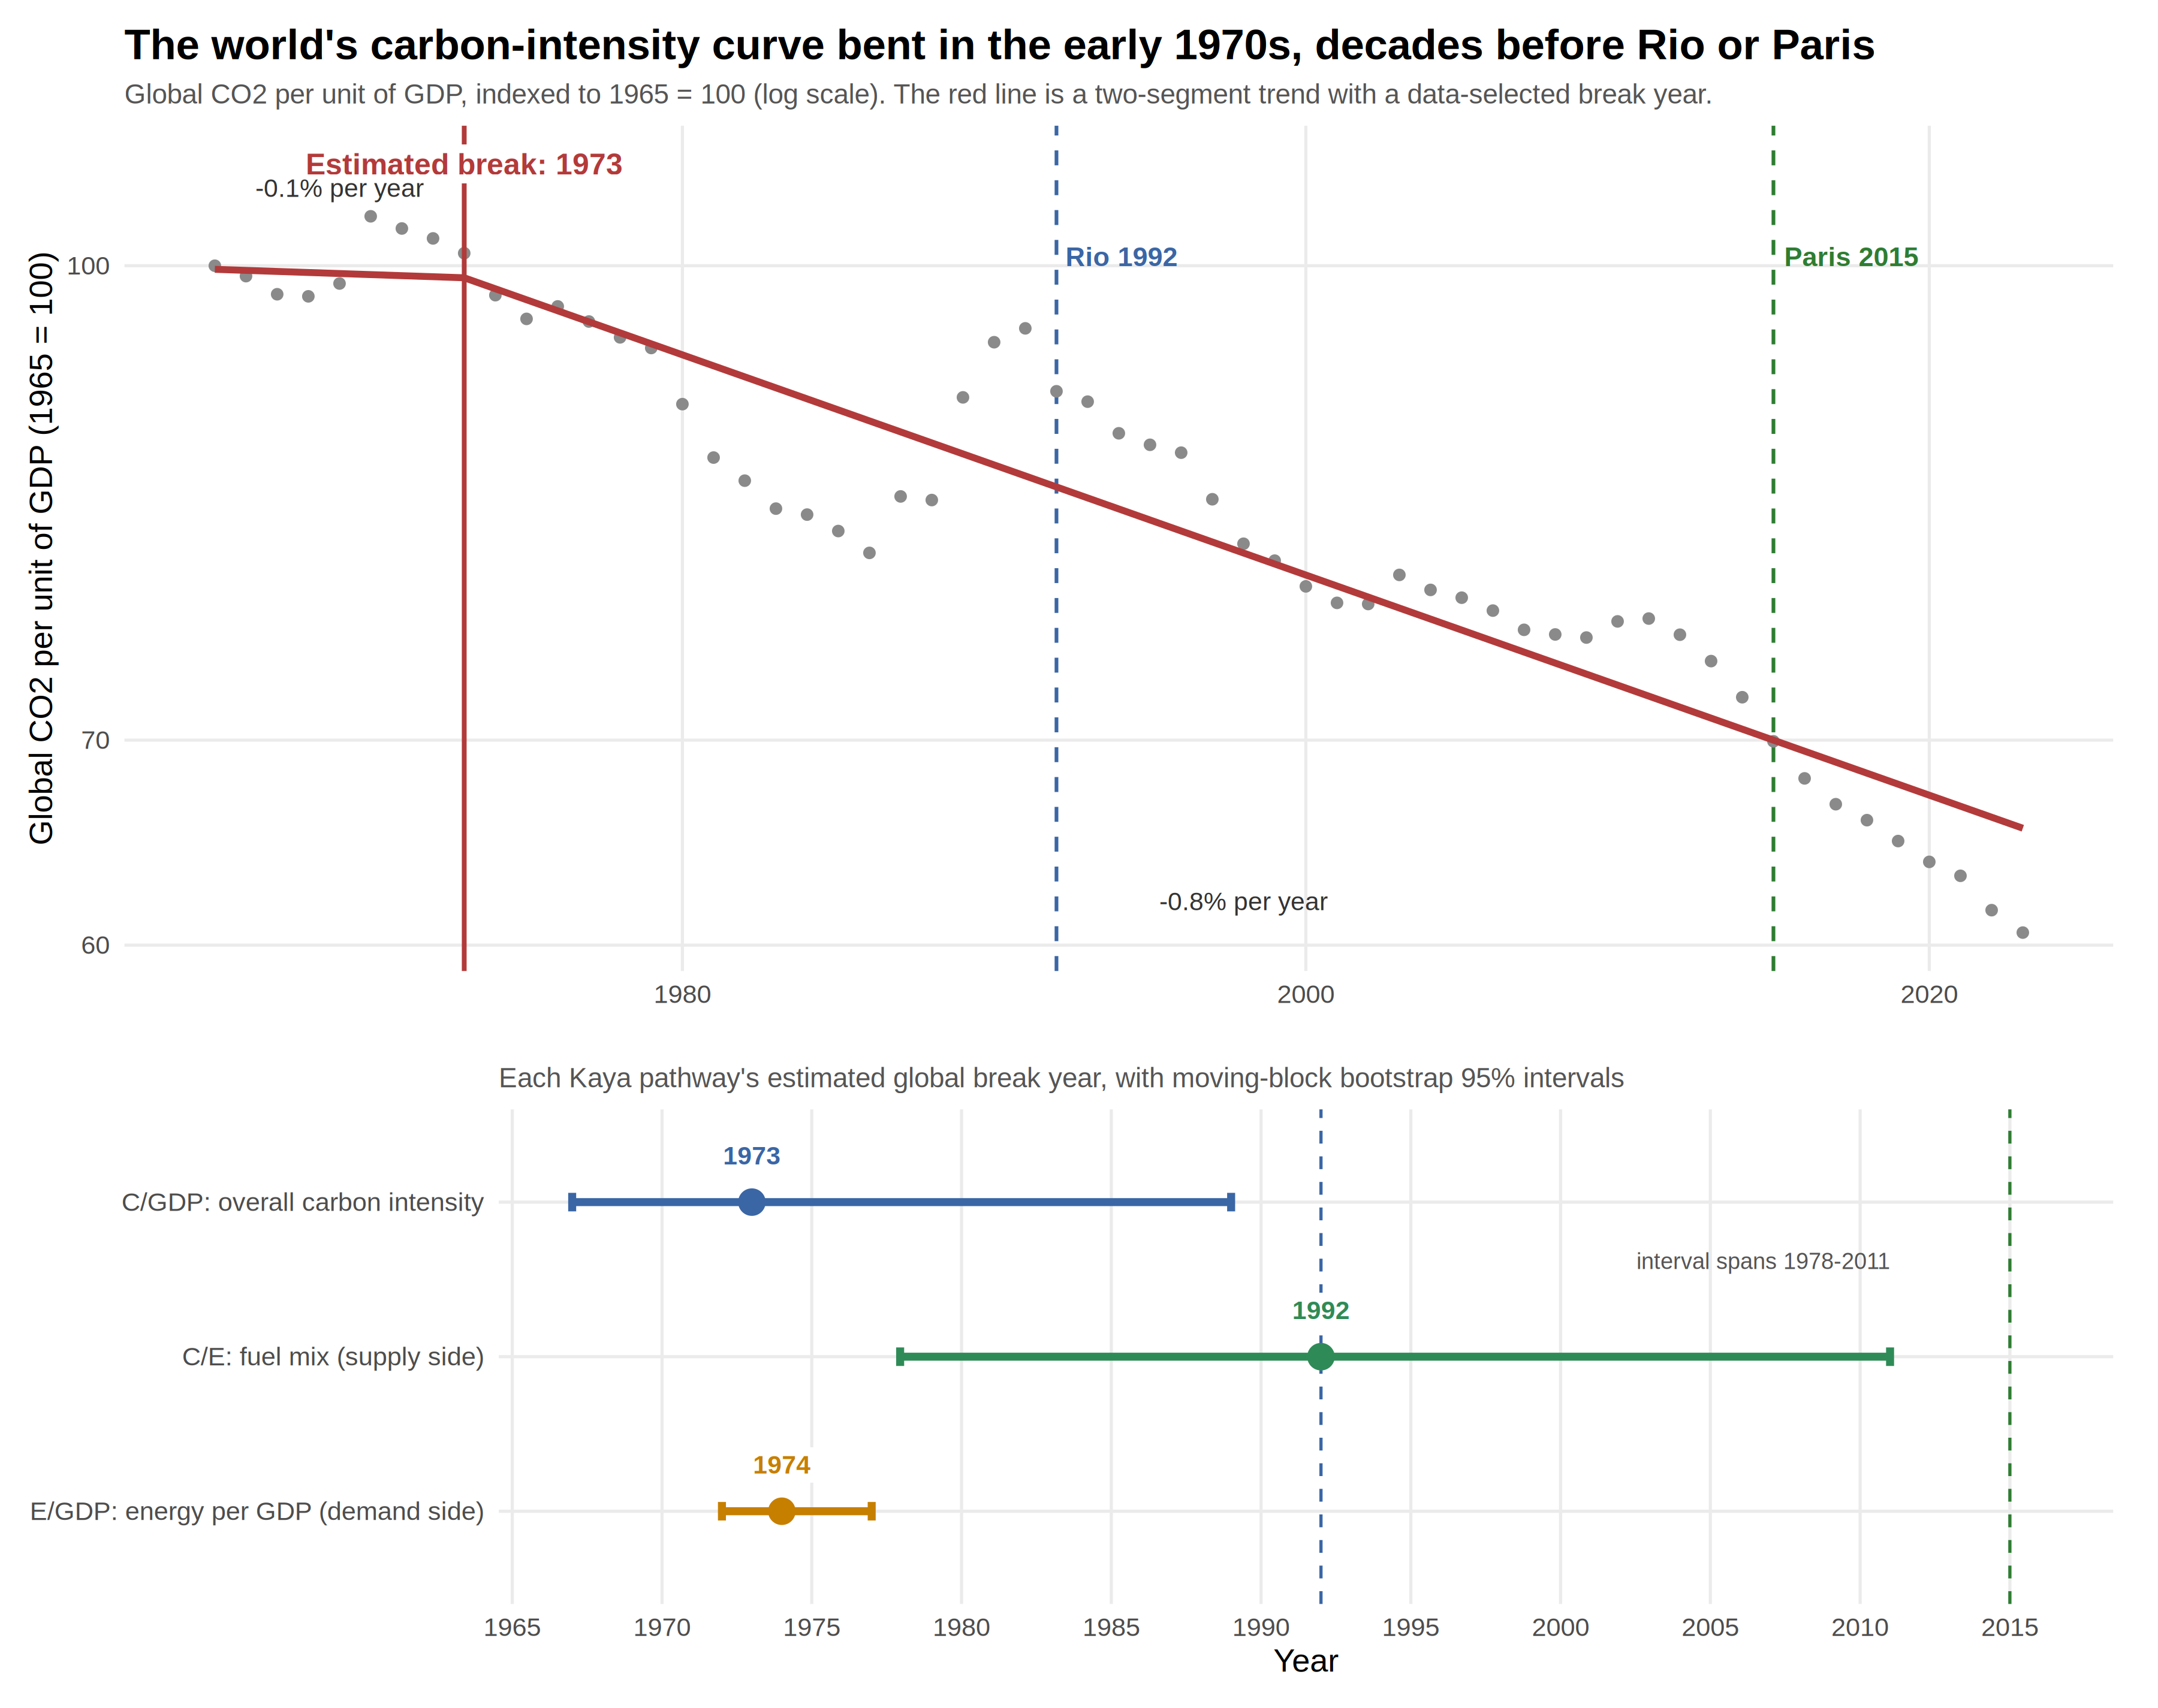 The world's carbon-intensity curve bent in the early 1970s, decades before Rio or Paris
Global CO2 per unit of GDP, indexed to 1965 = 100 (log scale). The red line is a two-segment trend with a data-selected break year.
Global CO2 per unit of GDP (1965 = 100)
Estimated break: 1973
-0.1% per year
Rio 1992
Paris 2015
100
70
-0.8% per year
60
1980
2000
2020
Each Kaya pathway's estimated global break year, with moving-block bootstrap 95% intervals
1973
C/GDP: overall carbon intensity
interval spans 1978-2011
1992
C/E: fuel mix (supply side)
1974
E/GDP: energy per GDP (demand side)
1965
1970
1975
1980
1985
1990
1995
2000
2005
2010
2015
Year